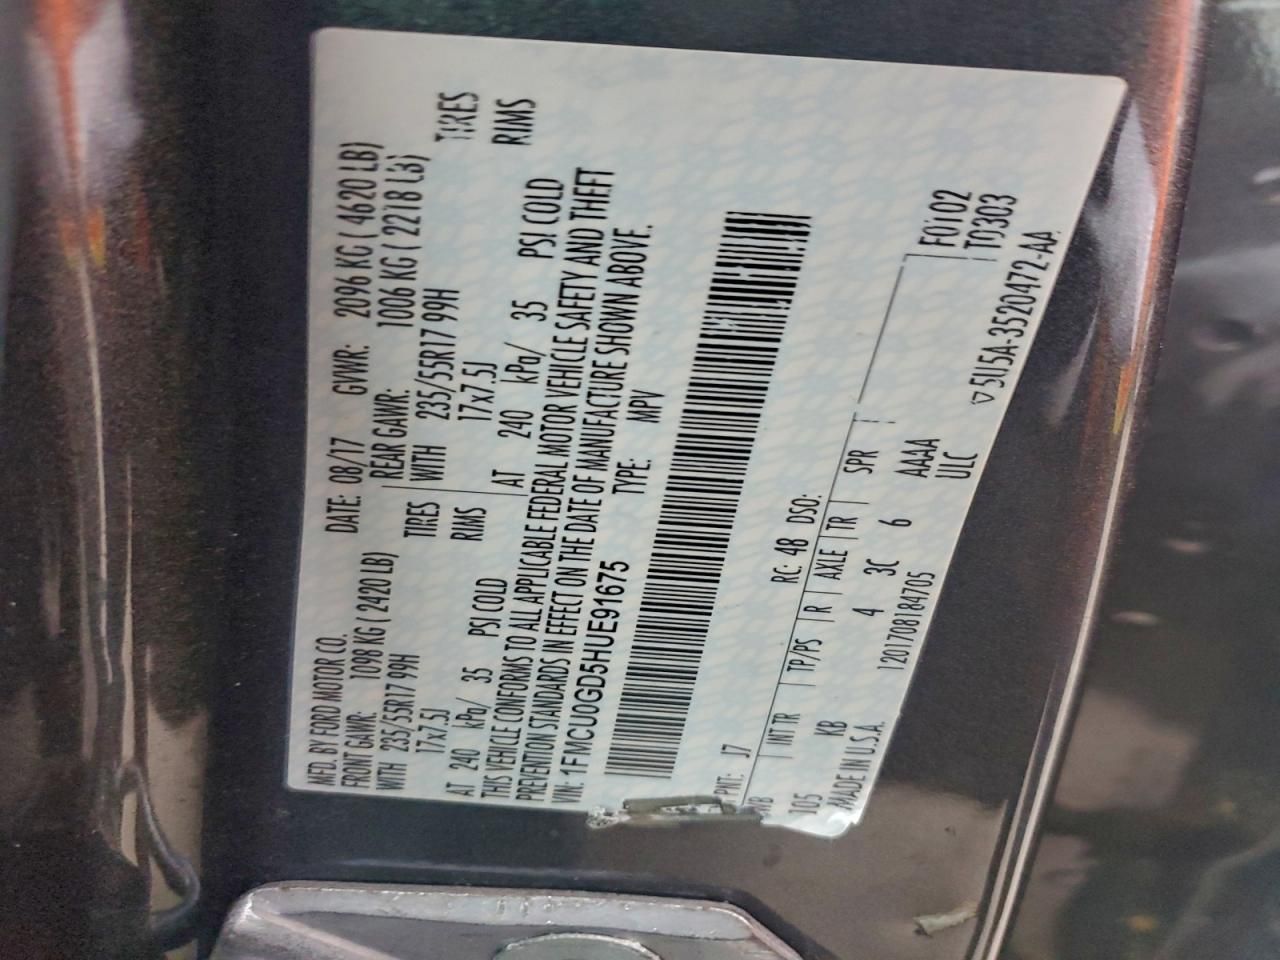 MFD. BY FORD MOTOR CO.
DATE: 08/17 GVWR: 2096 KG ( 4620 LB)
FRONT GAWR: 1098 KG ( 2420 LB) REAR GAWR: 1006 KG ( 2218 LB)
WITH 235/55R17 99H TIRES WITH 235/55R17 99H TIRES
17x7.5J RIMS 17x7.5J RIMS
AT 240 kPa/ 35 PSI COLD AT 240 kPa/ 35 PSI COLD
THIS VEHICLE CONFORMS TO ALL APPLICABLE FEDERAL MOTOR VEHICLE SAFETY AND THEFT
PREVENTION STANDARDS IN EFFECT ON THE DATE OF MANUFACTURE SHOWN ABOVE.
VIN: 1FMCU0GD5HUE91675 TYPE: MPV
PNT: J7 RC: 48 DSO:
WB INT TR TP/PS R AXLE TR SPR
105 KB 4 3C 6 AAAA F0102
MADE IN U.S.A. 1201708184705 ULC T0303
▽5U5A-3520472-AA